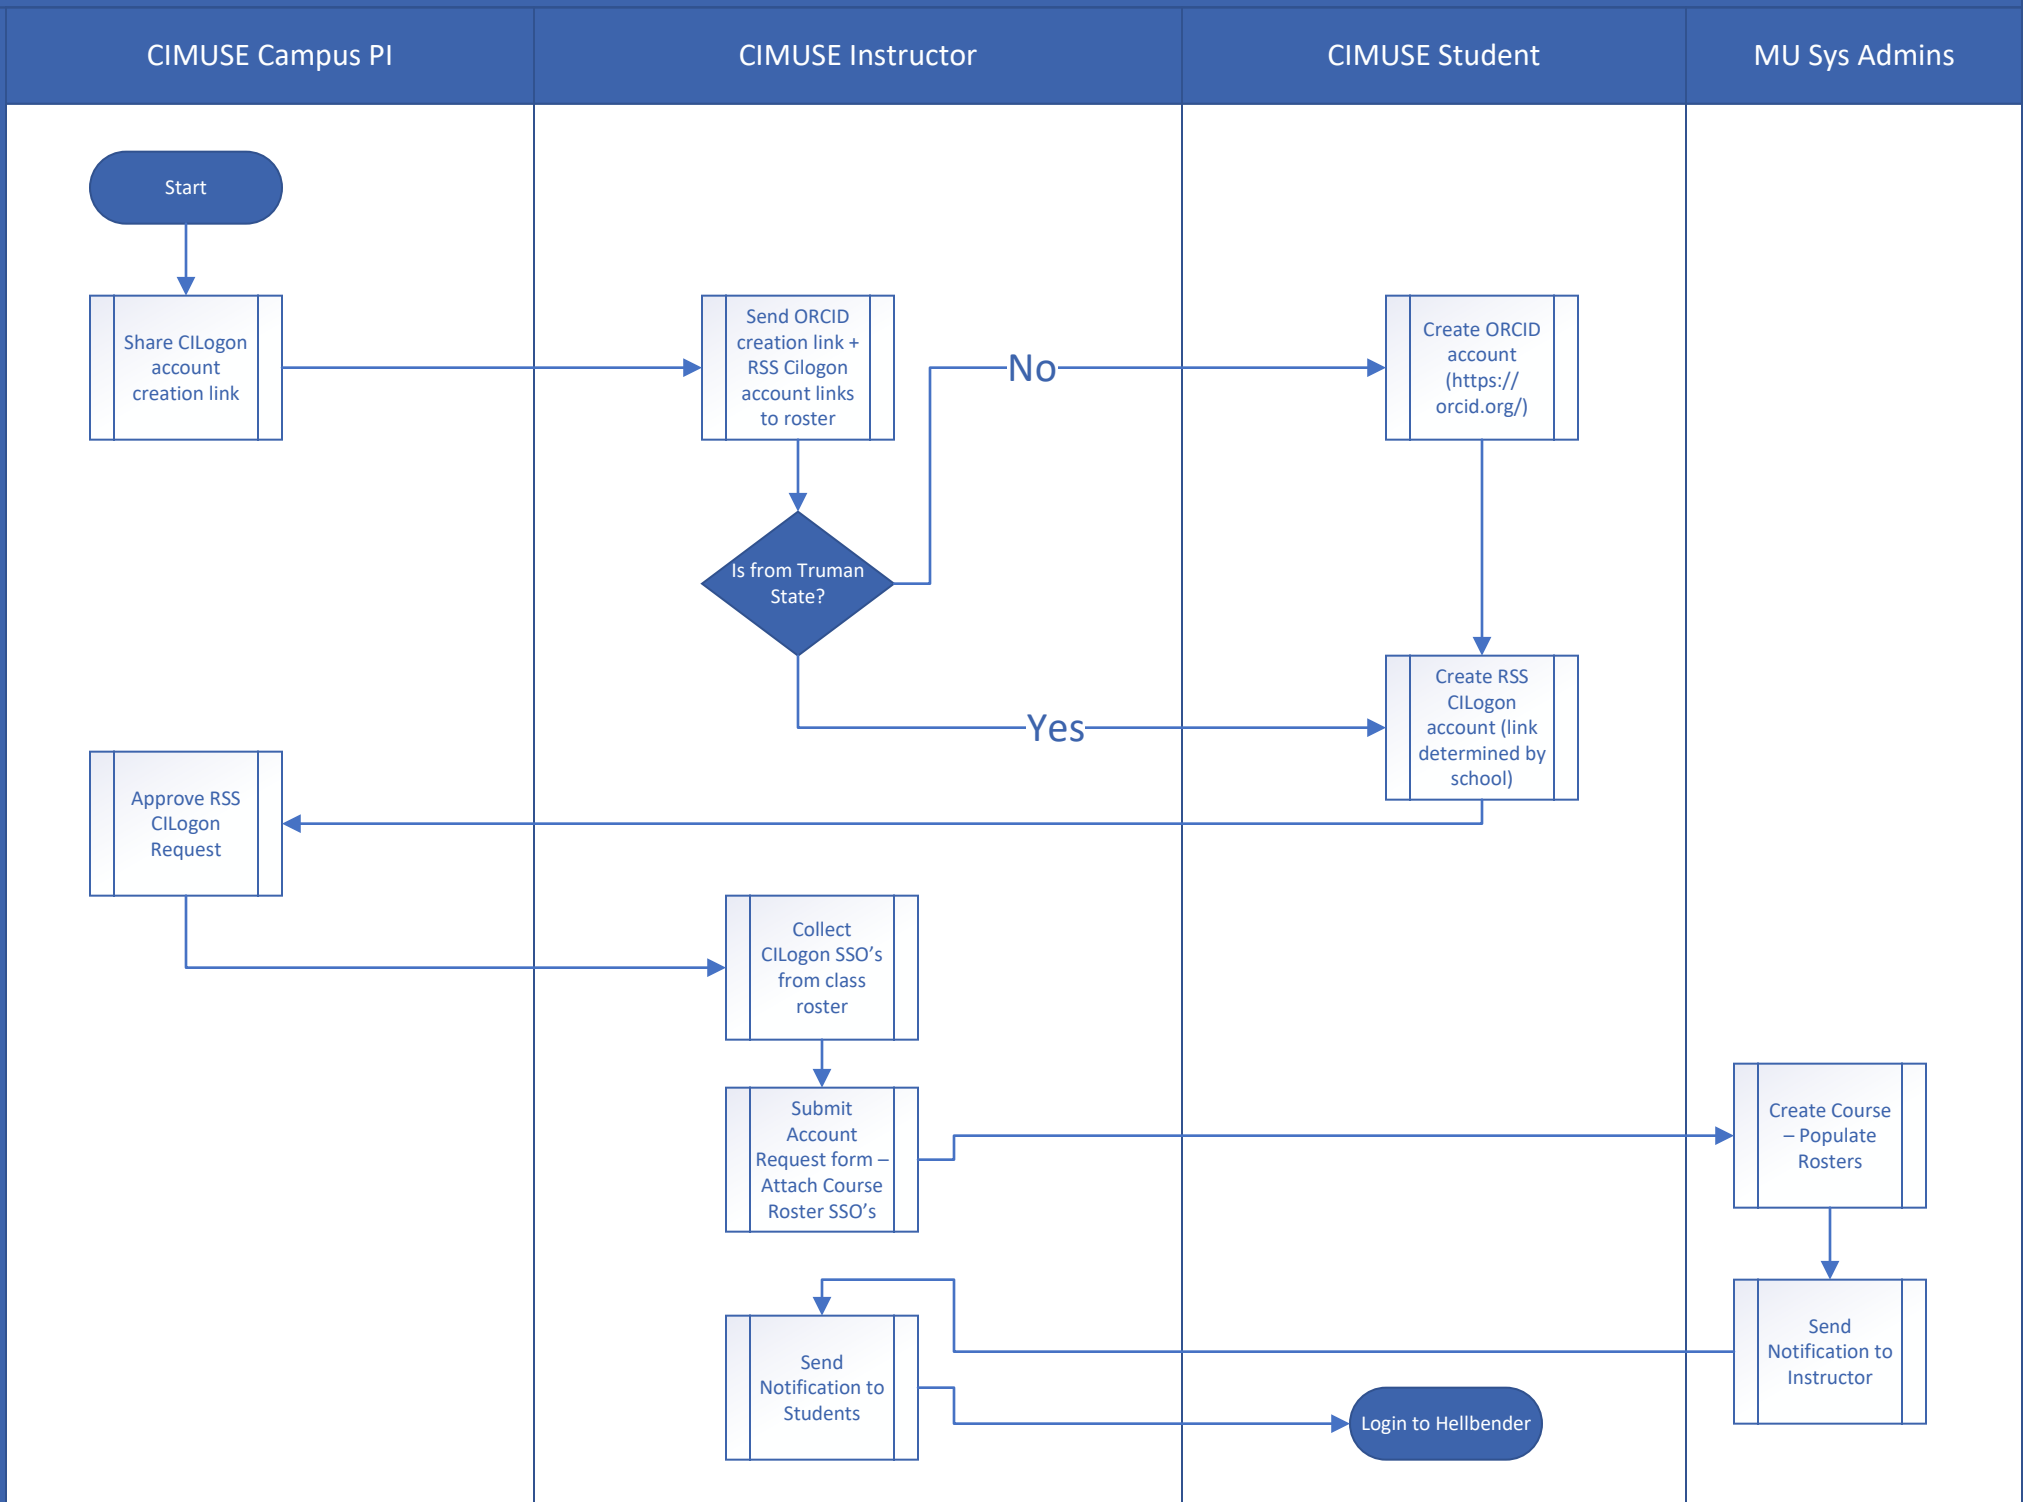 CIMUSE Campus PI
CIMUSE Instructor
CIMUSE Student
MU Sys Admins
Start
Share CILogon
account
creation link
Send ORCID
creation link +
RSS Cilogon
account links
to roster
No
Create ORCID
account
(https://
orcid.org/)
Is from Truman
State?
Yes
Create RSS
CILogon
account (link
determined by
school)
Approve RSS
CILogon
Request
Collect
CILogon SSO’s
from class
roster
Submit
Account
Request form –
Attach Course
Roster SSO’s
Create Course
– Populate
Rosters
Send
Notification to
Instructor
Send
Notification to
Students
Login to Hellbender